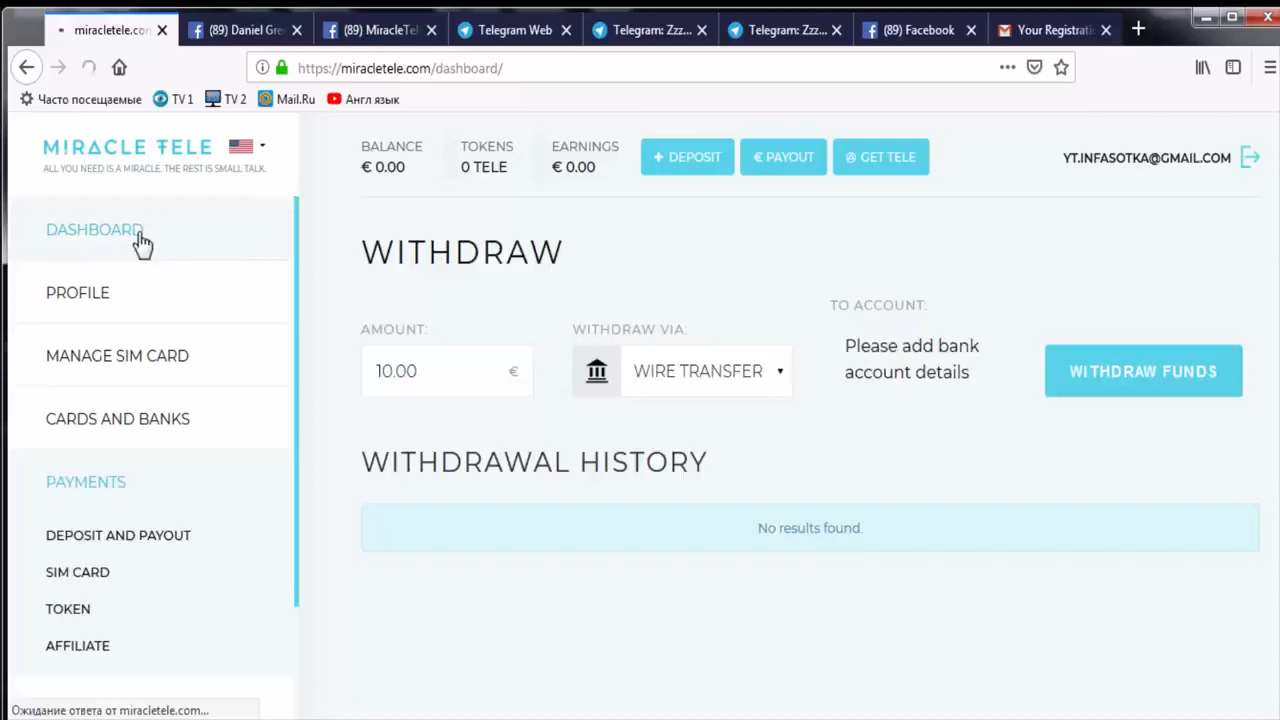 miracletele.con
(89) Daniel Gre
(89) MiracleTel
Telegram Web
Telegram: Zzz...
Telegram: Zzz...
(89) Facebook
Your Registrati
https://miracletele.com/dashboard/
Часто посещаемые
TV 1
TV 2
Mail.Ru
Англ язык
MIRACLE TELE
ALL YOU NEED IS A MIRACLE. THE REST IS SMALL TALK.
BALANCE
€ 0.00
TOKENS
0 TELE
EARNINGS
€ 0.00
+ DEPOSIT
€ PAYOUT
GET TELE
YT.INFASOTKA@GMAIL.COM
DASHBOARD
PROFILE
MANAGE SIM CARD
CARDS AND BANKS
PAYMENTS
DEPOSIT AND PAYOUT
SIM CARD
TOKEN
AFFILIATE
WITHDRAW
AMOUNT:
10.00 €
WITHDRAW VIA:
WIRE TRANSFER
TO ACCOUNT:
Please add bank
account details
WITHDRAW FUNDS
WITHDRAWAL HISTORY
No results found.
Ожидание ответа от miracletele.com...